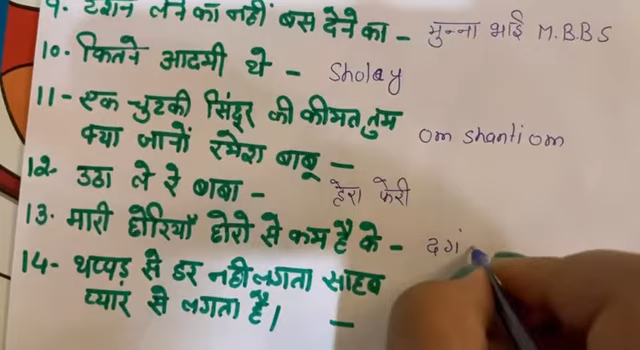 9. टेंशन लेने का नहीं बस देने का - मुन्ना भाई M.B.B.S
10. कितने आदमी थे - Sholay
11- एक चुटकी सिंदूर की कीमत तुम
क्या जानों रमेश बाबू - om shanti om
12. उठा ले रे बाबा - हेरा फेरी
13. मारी छोरियाँ छोरो से कम है के - दगं
14- थप्पड़ से डर नही लगता साहब
प्यार से लगता है। -